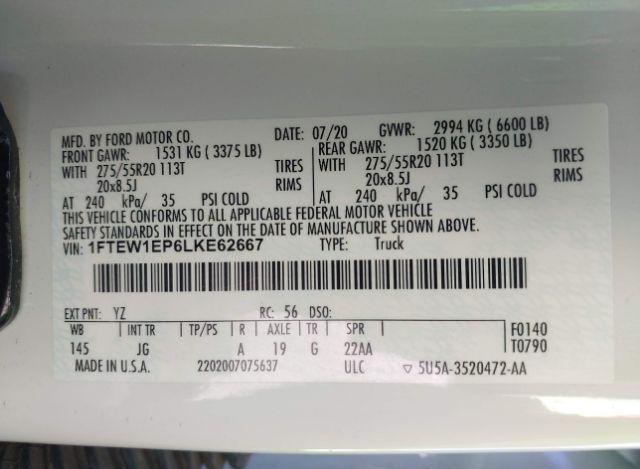 MFD. BY FORD MOTOR CO. DATE: 07/20 GVWR: 2994 KG ( 6600 LB)
FRONT GAWR: 1531 KG ( 3375 LB) REAR GAWR: 1520 KG ( 3350 LB)
WITH 275/55R20 113T TIRES WITH 275/55R20 113T TIRES
20x8.5J RIMS 20x8.5J RIMS
AT 240 kPa/ 35 PSI COLD AT 240 kPa/ 35 PSI COLD
THIS VEHICLE CONFORMS TO ALL APPLICABLE FEDERAL MOTOR VEHICLE
SAFETY STANDARDS IN EFFECT ON THE DATE OF MANUFACTURE SHOWN ABOVE.
VIN: 1FTEW1EP6LKE62667 TYPE: Truck
EXT PNT: YZ RC: 56 DSO:
WB INT TR TP/PS R AXLE TR SPR F0140
145 JG A 19 G 22AA T0790
MADE IN U.S.A. 2202007075637 ULC ▽ 5U5A-3520472-AA